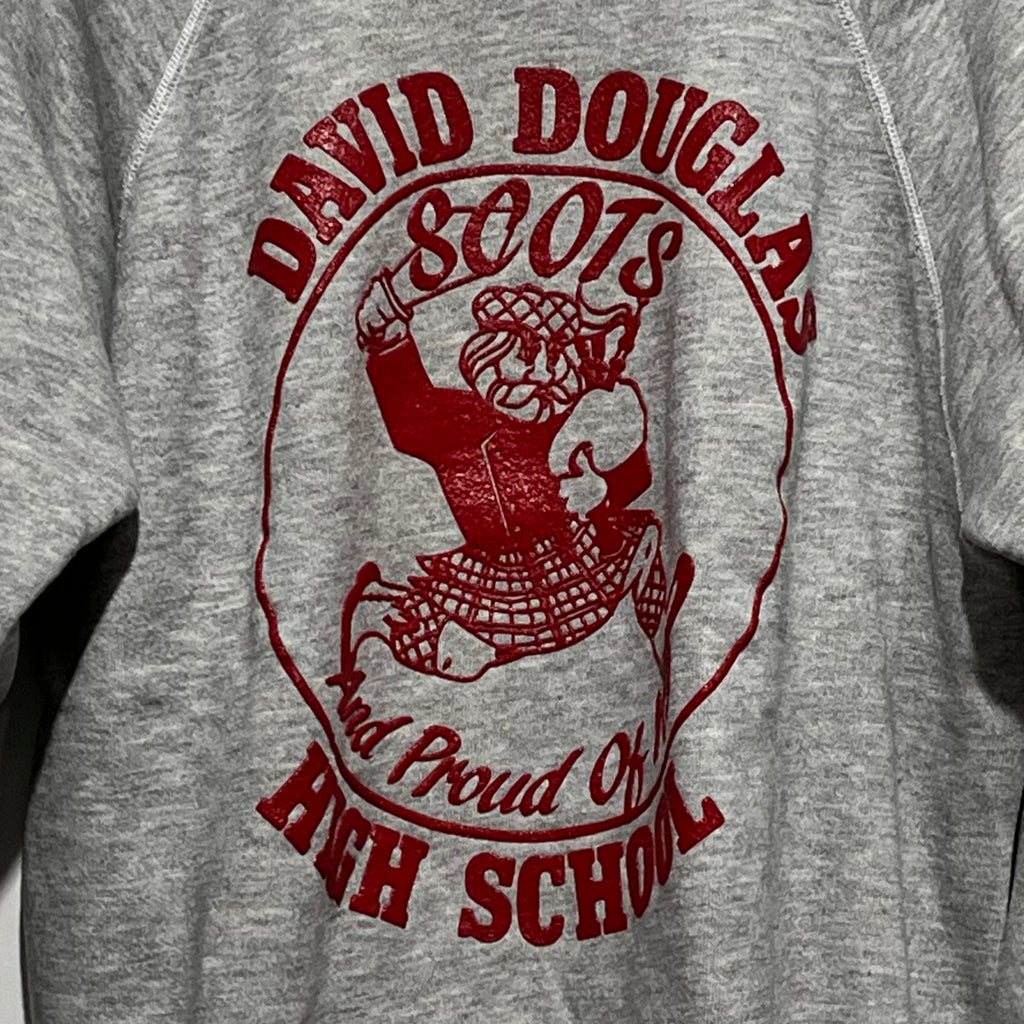 DAVID DOUGLAS
SCOTS
And Proud Of
HIGH SCHOOL